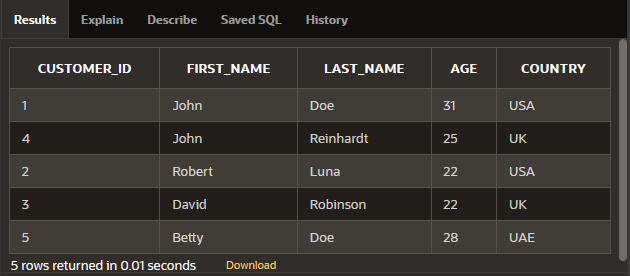 Results Explain Describe Saved SQL History
CUSTOMER_ID FIRST_NAME LAST_NAME AGE COUNTRY
1 John Doe 31 USA
4 John Reinhardt 25 UK
2 Robert Luna 22 USA
3 David Robinson 22 UK
5 Betty Doe 28 UAE
5 rows returned in 0.01 seconds Download